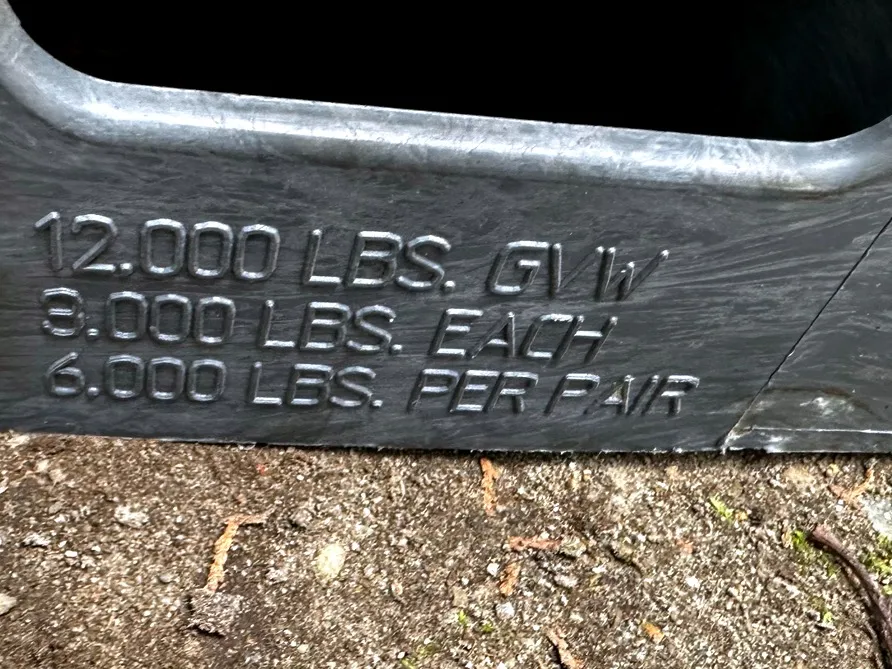 12.000 LBS. GVW
3.000 LBS. EACH
6.000 LBS. PER PAIR